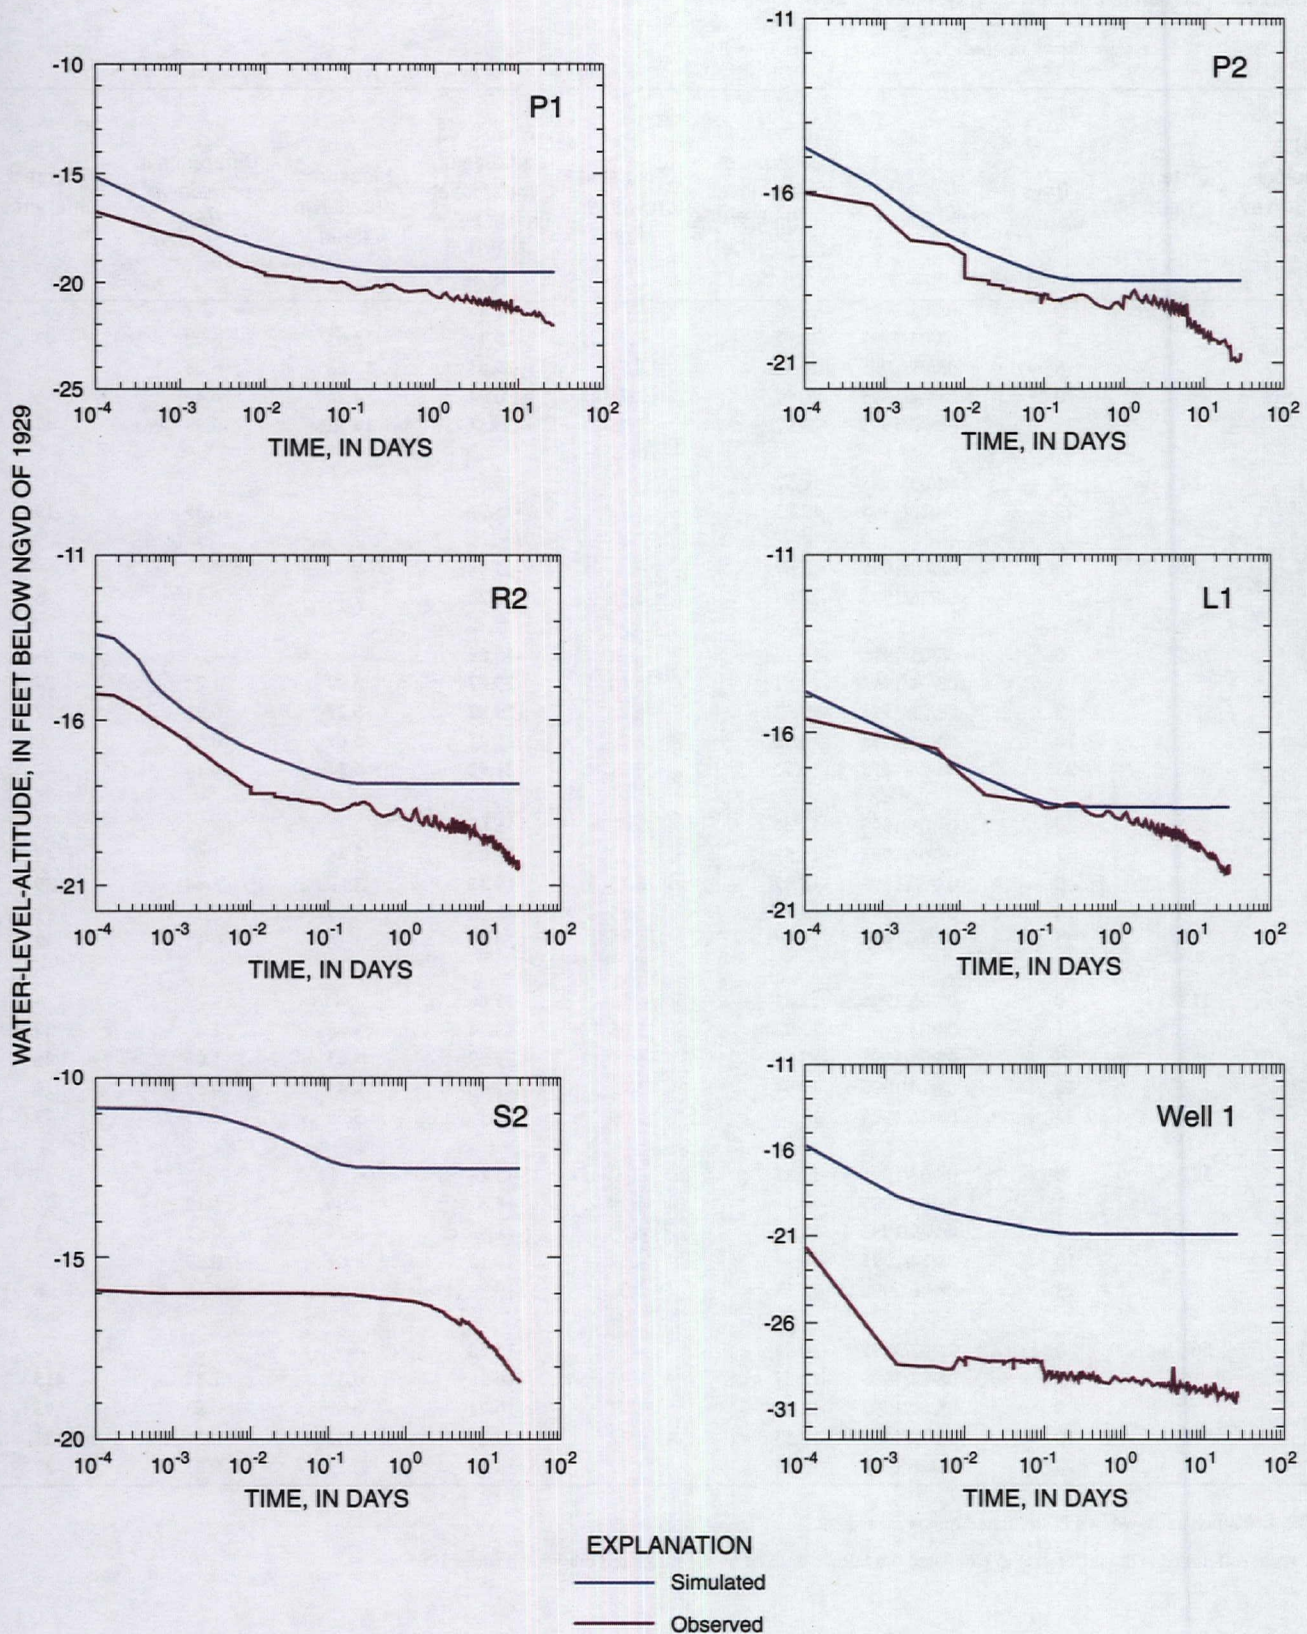 WATER-LEVEL-ALTITUDE, IN FEET BELOW NGVD OF 1929
P1
-10
-15
-20
-25
10-4 10-3 10-2 10-1 100 101 102
TIME, IN DAYS
P2
-11
-16
-21
10-4 10-3 10-2 10-1 100 101 102
TIME, IN DAYS
R2
-11
-16
-21
10-4 10-3 10-2 10-1 100 101 102
TIME, IN DAYS
L1
-11
-16
-21
10-4 10-3 10-2 10-1 100 101 102
TIME, IN DAYS
S2
-10
-15
-20
10-4 10-3 10-2 10-1 100 101 102
TIME, IN DAYS
Well 1
-11
-16
-21
-26
-31
10-4 10-3 10-2 10-1 100 101 102
TIME, IN DAYS
EXPLANATION
Simulated
Observed